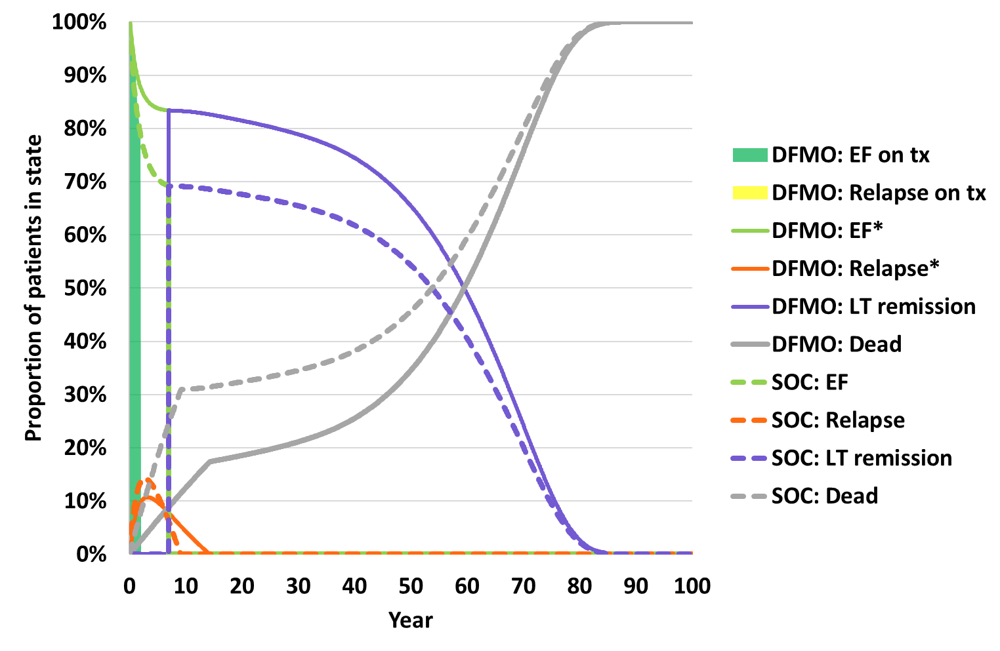 100%
90%
80%
70%
60%
50%
40%
30%
20%
10%
0%
Proportion of patients in state
0 10 20 30 40 50 60 70 80 90 100
Year
DFMO: EF on tx
DFMO: Relapse on tx
DFMO: EF*
DFMO: Relapse*
DFMO: LT remission
DFMO: Dead
SOC: EF
SOC: Relapse
SOC: LT remission
SOC: Dead